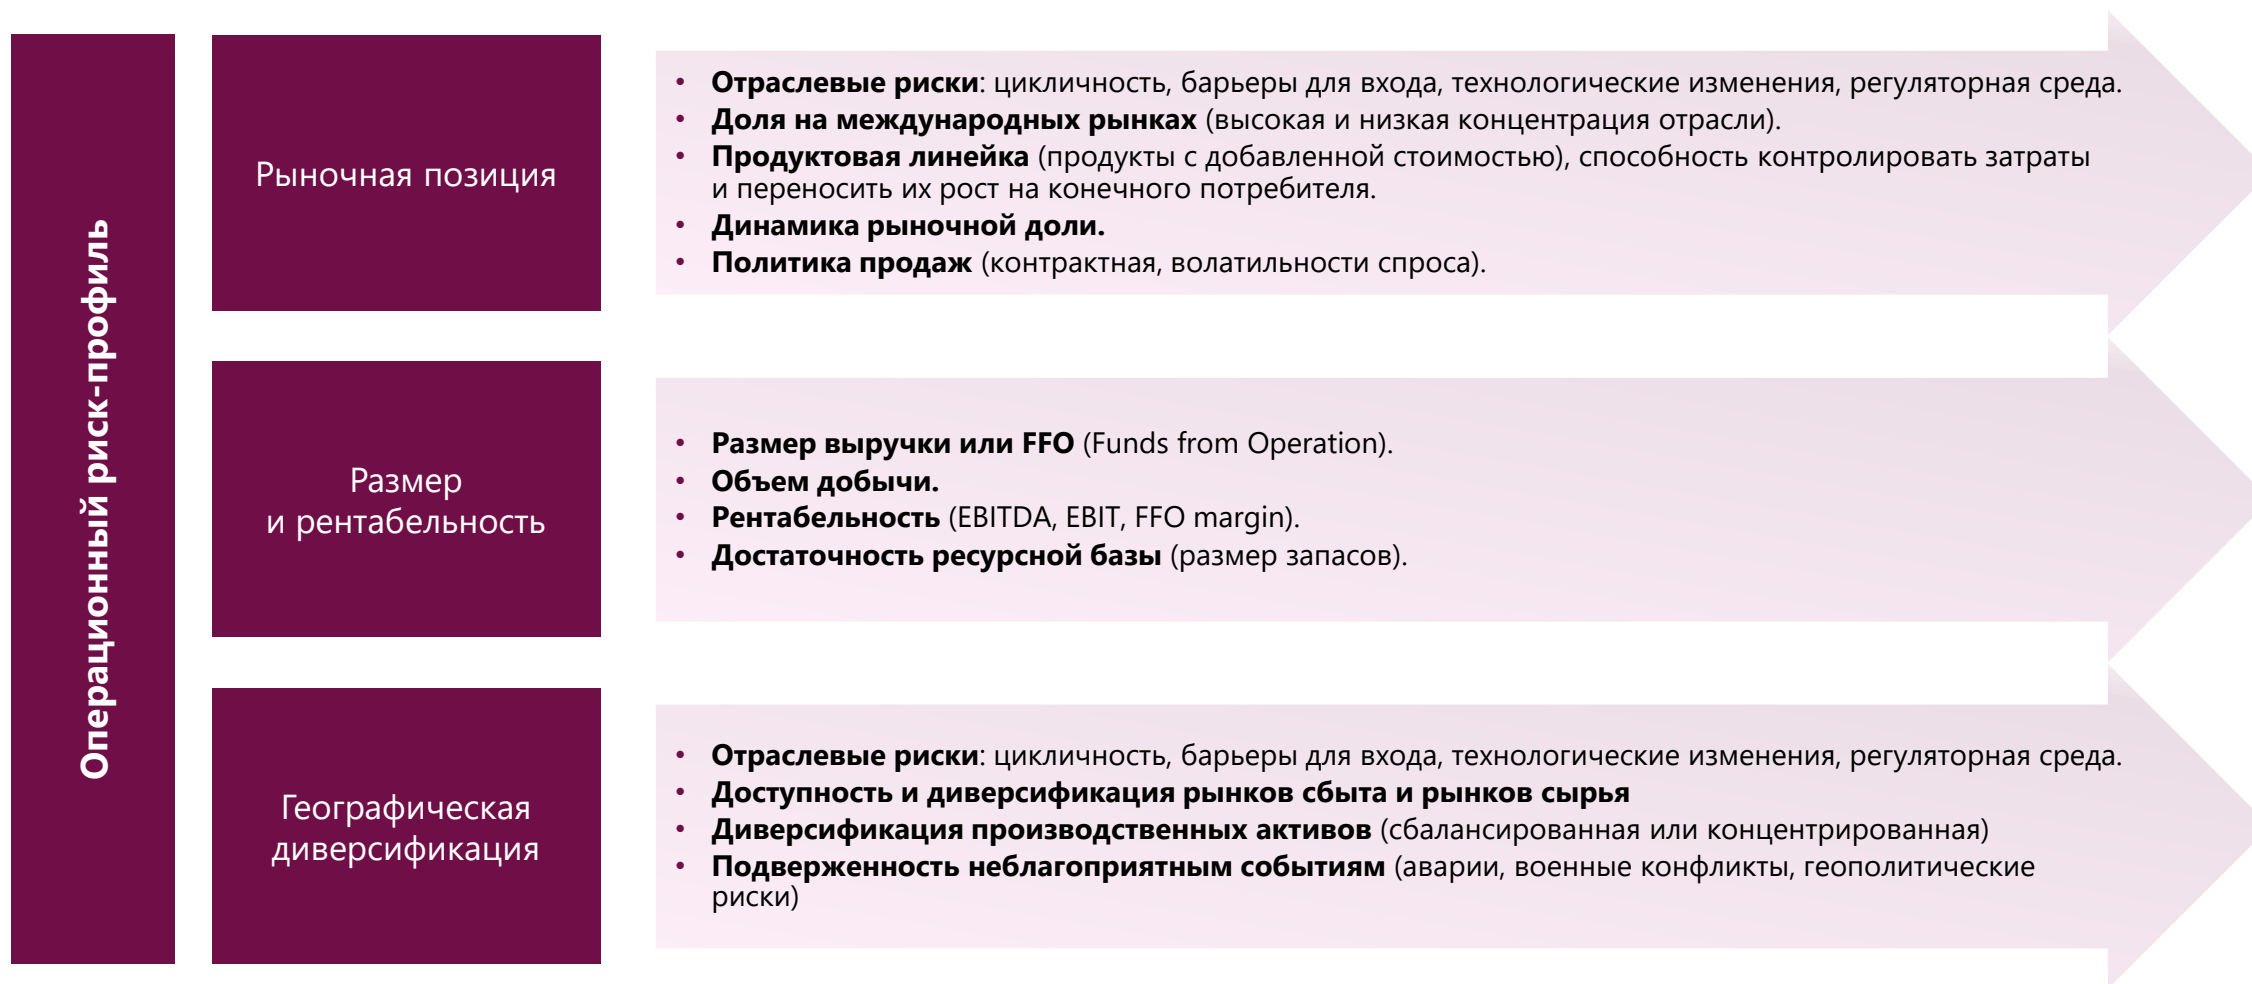 Операционный риск-профиль
Рыночная позиция
• Отраслевые риски: цикличность, барьеры для входа, технологические изменения, регуляторная среда.
• Доля на международных рынках (высокая и низкая концентрация отрасли).
• Продуктовая линейка (продукты с добавленной стоимостью), способность контролировать затраты
и переносить их рост на конечного потребителя.
• Динамика рыночной доли.
• Политика продаж (контрактная, волатильности спроса).
Размер
и рентабельность
• Размер выручки или FFO (Funds from Operation).
• Объем добычи.
• Рентабельность (EBITDA, EBIT, FFO margin).
• Достаточность ресурсной базы (размер запасов).
Географическая
диверсификация
• Отраслевые риски: цикличность, барьеры для входа, технологические изменения, регуляторная среда.
• Доступность и диверсификация рынков сбыта и рынков сырья
• Диверсификация производственных активов (сбалансированная или концентрированная)
• Подверженность неблагоприятным событиям (аварии, военные конфликты, геополитические
риски)